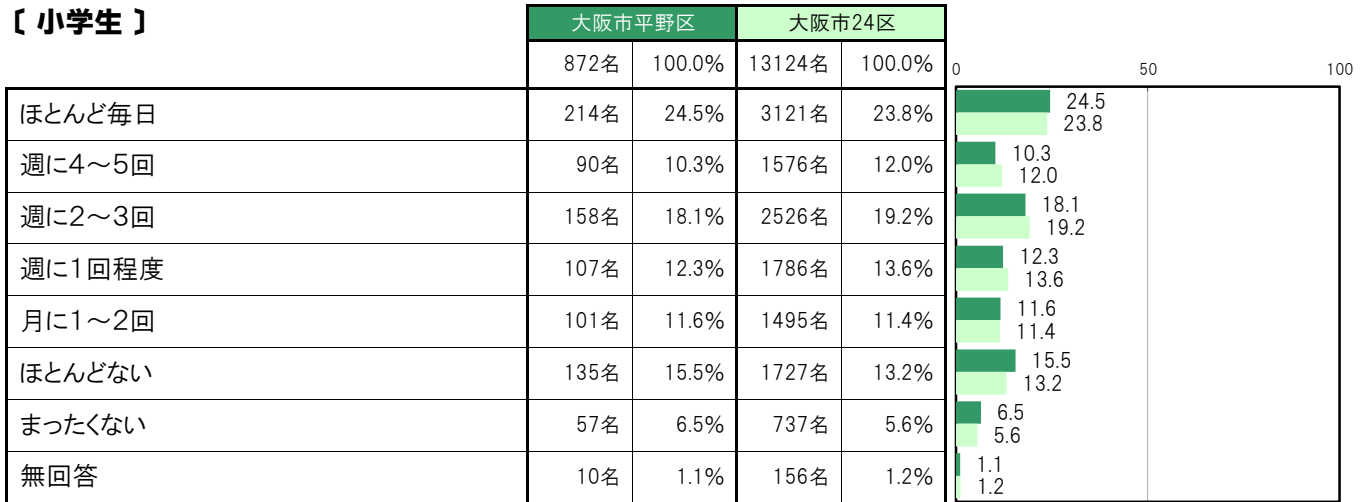 〔 小学生 〕
大阪市平野区 大阪市24区
872名 100.0% 13124名 100.0%
0 50 100
ほとんど毎日 214名 24.5% 3121名 23.8% 24.5
23.8
週に4～5回 90名 10.3% 1576名 12.0% 10.3
12.0
週に2～3回 158名 18.1% 2526名 19.2% 18.1
19.2
週に1回程度 107名 12.3% 1786名 13.6% 12.3
13.6
月に1～2回 101名 11.6% 1495名 11.4% 11.6
11.4
ほとんどない 135名 15.5% 1727名 13.2% 15.5
13.2
まったくない 57名 6.5% 737名 5.6% 6.5
5.6
無回答 10名 1.1% 156名 1.2% 1.1
1.2